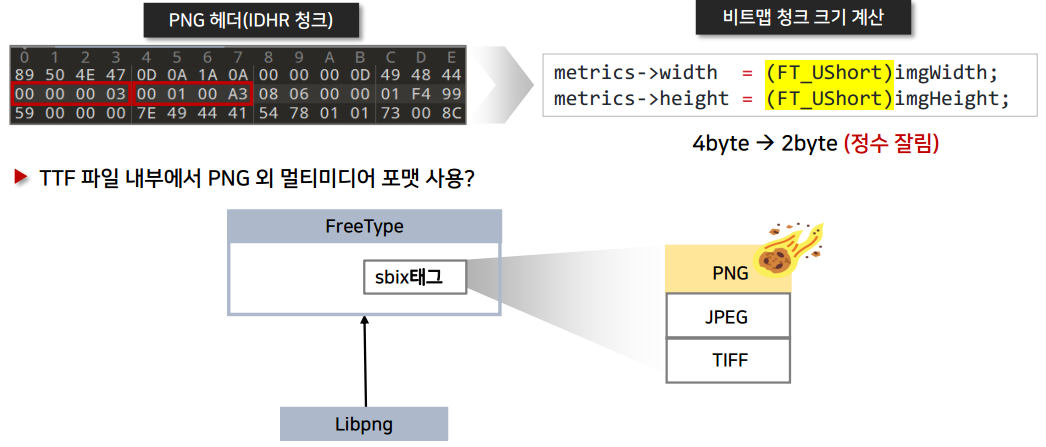 PNG 헤더(IDHR 청크)
비트맵 청크 크기 계산
0 1 2 3 4 5 6 7 8 9 A B C D E
89 50 4E 47 0D 0A 1A 0A 00 00 00 0D 49 48 44
00 00 00 03 00 01 00 A3 08 06 00 00 01 F4 99
59 00 00 00 7E 49 44 41 54 78 01 01 73 00 8C
metrics->width = (FT_UShort)imgWidth;
metrics->height = (FT_UShort)imgHeight;
4byte → 2byte (정수 잘림)
▶ TTF 파일 내부에서 PNG 외 멀티미디어 포맷 사용?
FreeType
sbix태그
PNG
JPEG
TIFF
Libpng